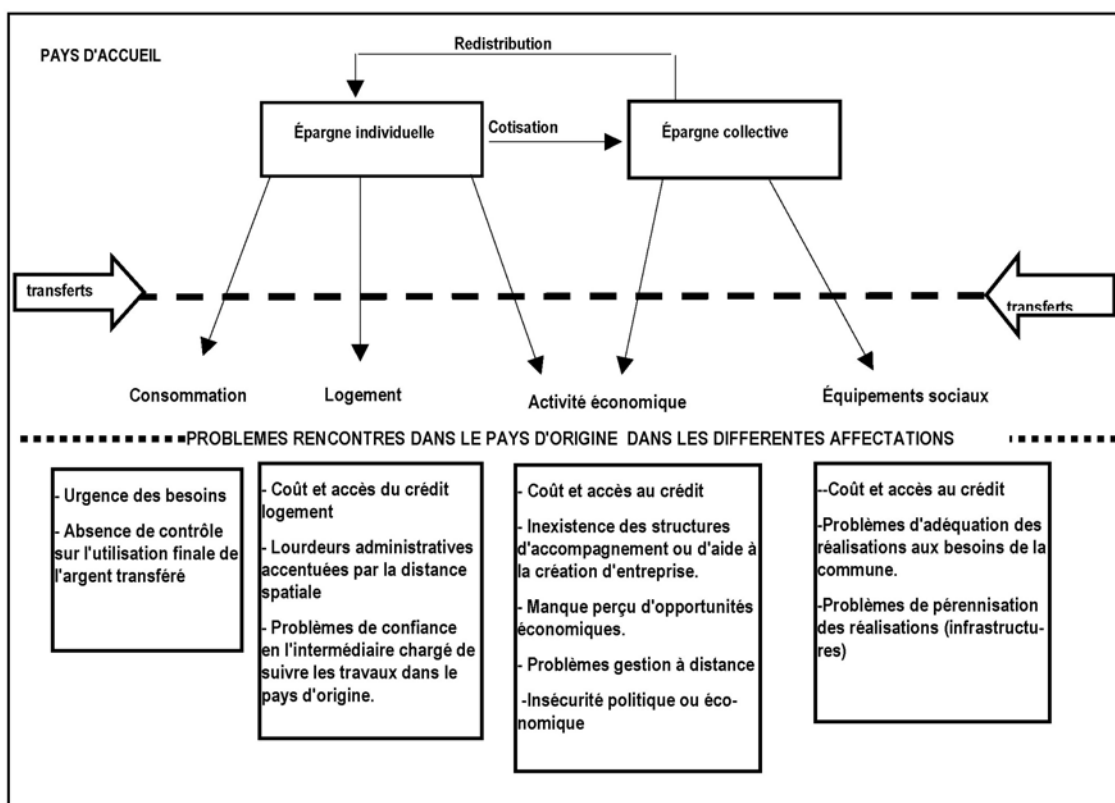 Redistribution
PAYS D'ACCUEIL
Épargne individuelle
Cotisation
Épargne collective
transferts
transferts
Consommation
Logement
Activité économique
Équipements sociaux
PROBLEMES RENCONTRES DANS LE PAYS D'ORIGINE DANS LES DIFFERENTES AFFECTATIONS
- Urgence des besoins
- Absence de contrôle
sur l'utilisation finale de
l'argent transféré
- Coût et accès du crédit
logement
- Lourdeurs administratives
accentuées par la distance
spatiale
- Problèmes de confiance
en l'intermédiaire chargé de
suivre les travaux dans le
pays d'origine.
- Coût et accès au crédit
- Inexistence des structures
d'accompagnement ou d'aide à
la création d'entreprise.
- Manque perçu d'opportunités
économiques.
- Problèmes gestion à distance
-Insécurité politique ou éco-
nomique
--Coût et accès au crédit
-Problèmes d'adéquation des
réalisations aux besoins de la
commune.
-Problèmes de pérennisation
des réalisations (infrastructu-
res)